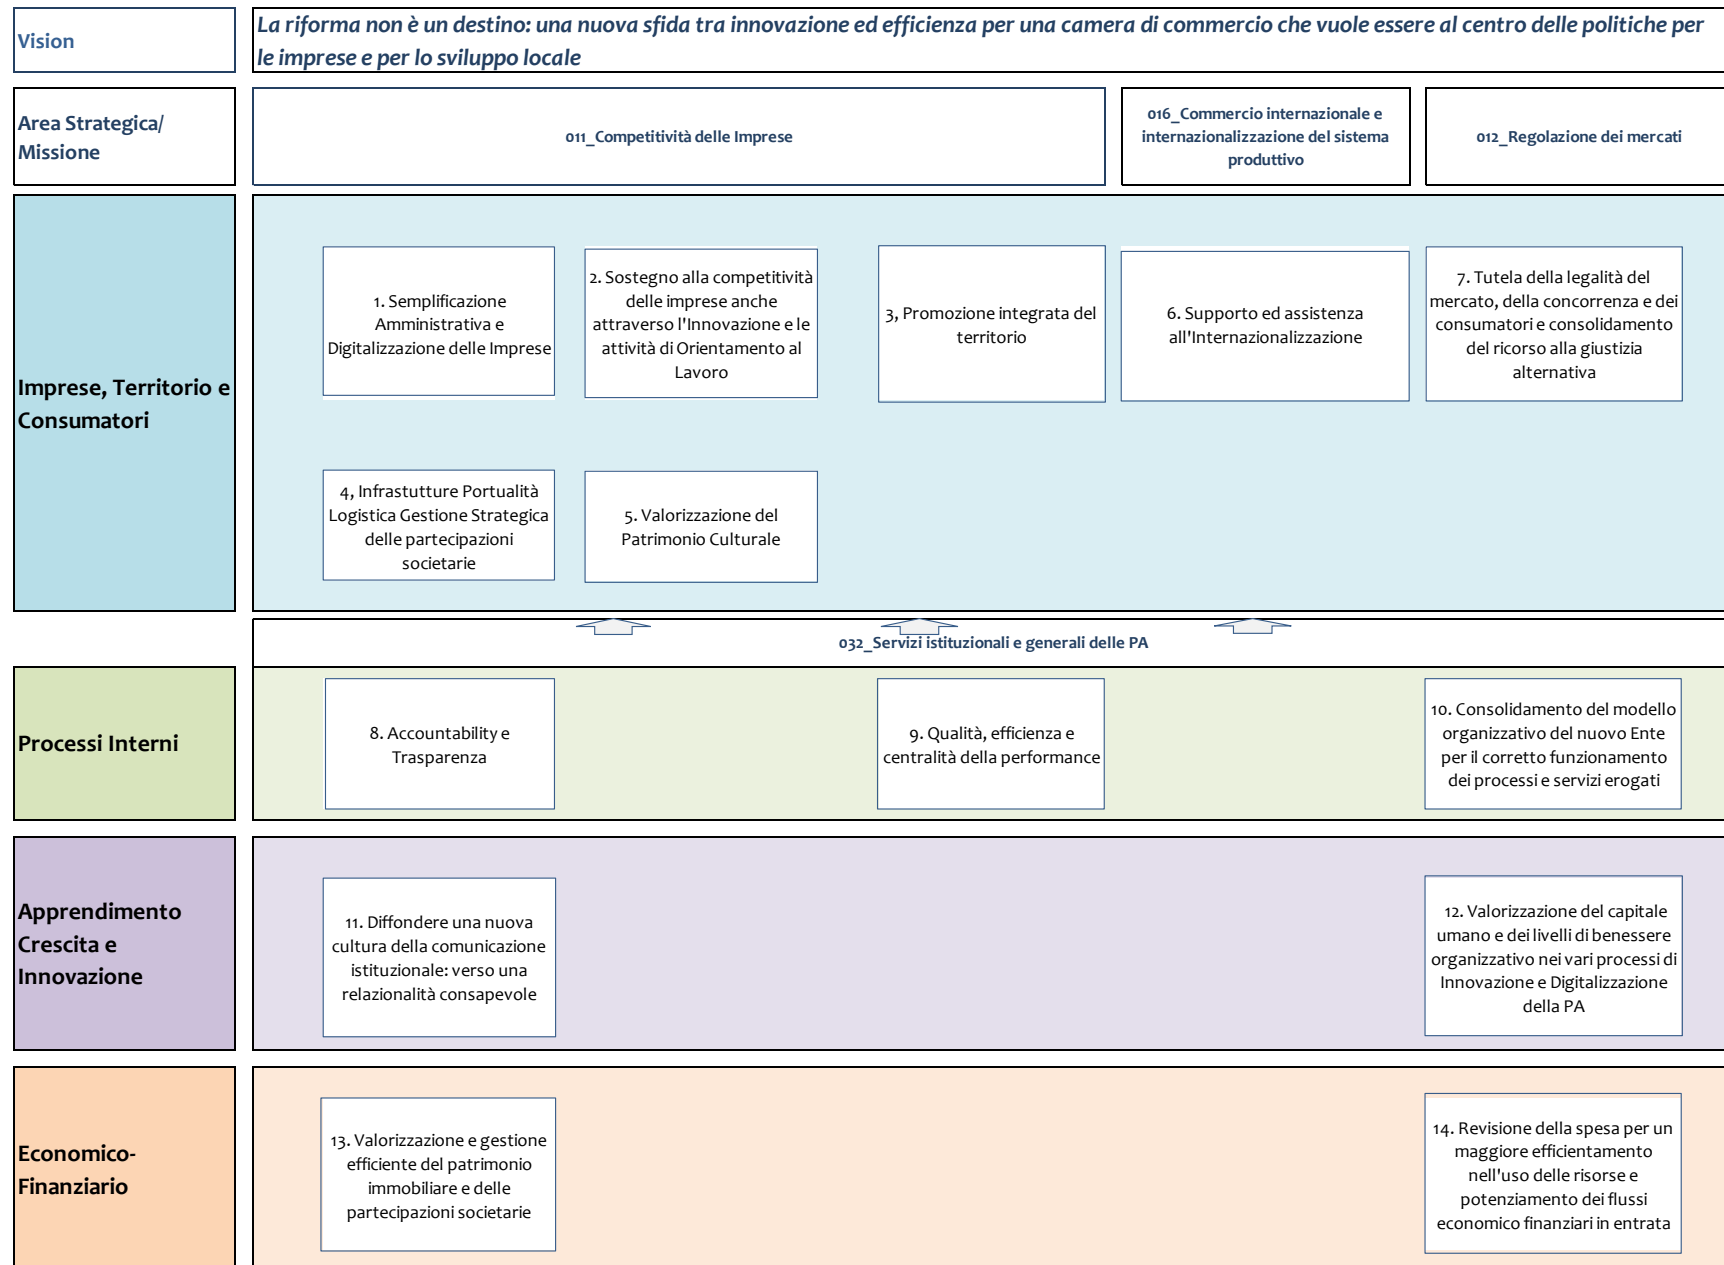 Vision
La riforma non è un destino: una nuova sfida tra innovazione ed efficienza per una camera di commercio che vuole essere al centro delle politiche per
le imprese e per lo sviluppo locale
Area Strategica/
Missione
011_Competitività delle Imprese
016_Commercio internazionale e
internazionalizzazione del sistema
produttivo
012_Regolazione dei mercati
Imprese, Territorio e
Consumatori
1. Semplificazione
Amministrativa e
Digitalizzazione delle Imprese
2. Sostegno alla competitività
delle imprese anche
attraverso l'Innovazione e le
attività di Orientamento al
Lavoro
3, Promozione integrata del
territorio
6. Supporto ed assistenza
all'Internazionalizzazione
7. Tutela della legalità del
mercato, della concorrenza e dei
consumatori e consolidamento
del ricorso alla giustizia
alternativa
4, Infrastutture Portualità
Logistica Gestione Strategica
delle partecipazioni
societarie
5. Valorizzazione del
Patrimonio Culturale
032_Servizi istituzionali e generali delle PA
Processi Interni
8. Accountability e
Trasparenza
9. Qualità, efficienza e
centralità della performance
10. Consolidamento del modello
organizzativo del nuovo Ente
per il corretto funzionamento
dei processi e servizi erogati
Apprendimento
Crescita e
Innovazione
11. Diffondere una nuova
cultura della comunicazione
istituzionale: verso una
relazionalità consapevole
12. Valorizzazione del capitale
umano e dei livelli di benessere
organizzativo nei vari processi di
Innovazione e Digitalizzazione
della PA
Economico-
Finanziario
13. Valorizzazione e gestione
efficiente del patrimonio
immobiliare e delle
partecipazioni societarie
14. Revisione della spesa per un
maggiore efficientamento
nell'uso delle risorse e
potenziamento dei flussi
economico finanziari in entrata